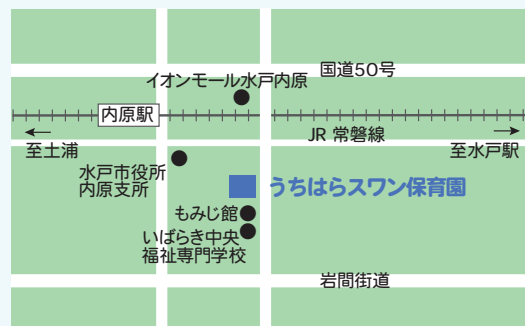 国道50号
イオンモール水戸内原
内原駅
JR 常磐線
至土浦
至水戸駅
水戸市役所
内原支所
うちはらスワン保育園
もみじ館
いばらき中央
福祉専門学校
岩間街道